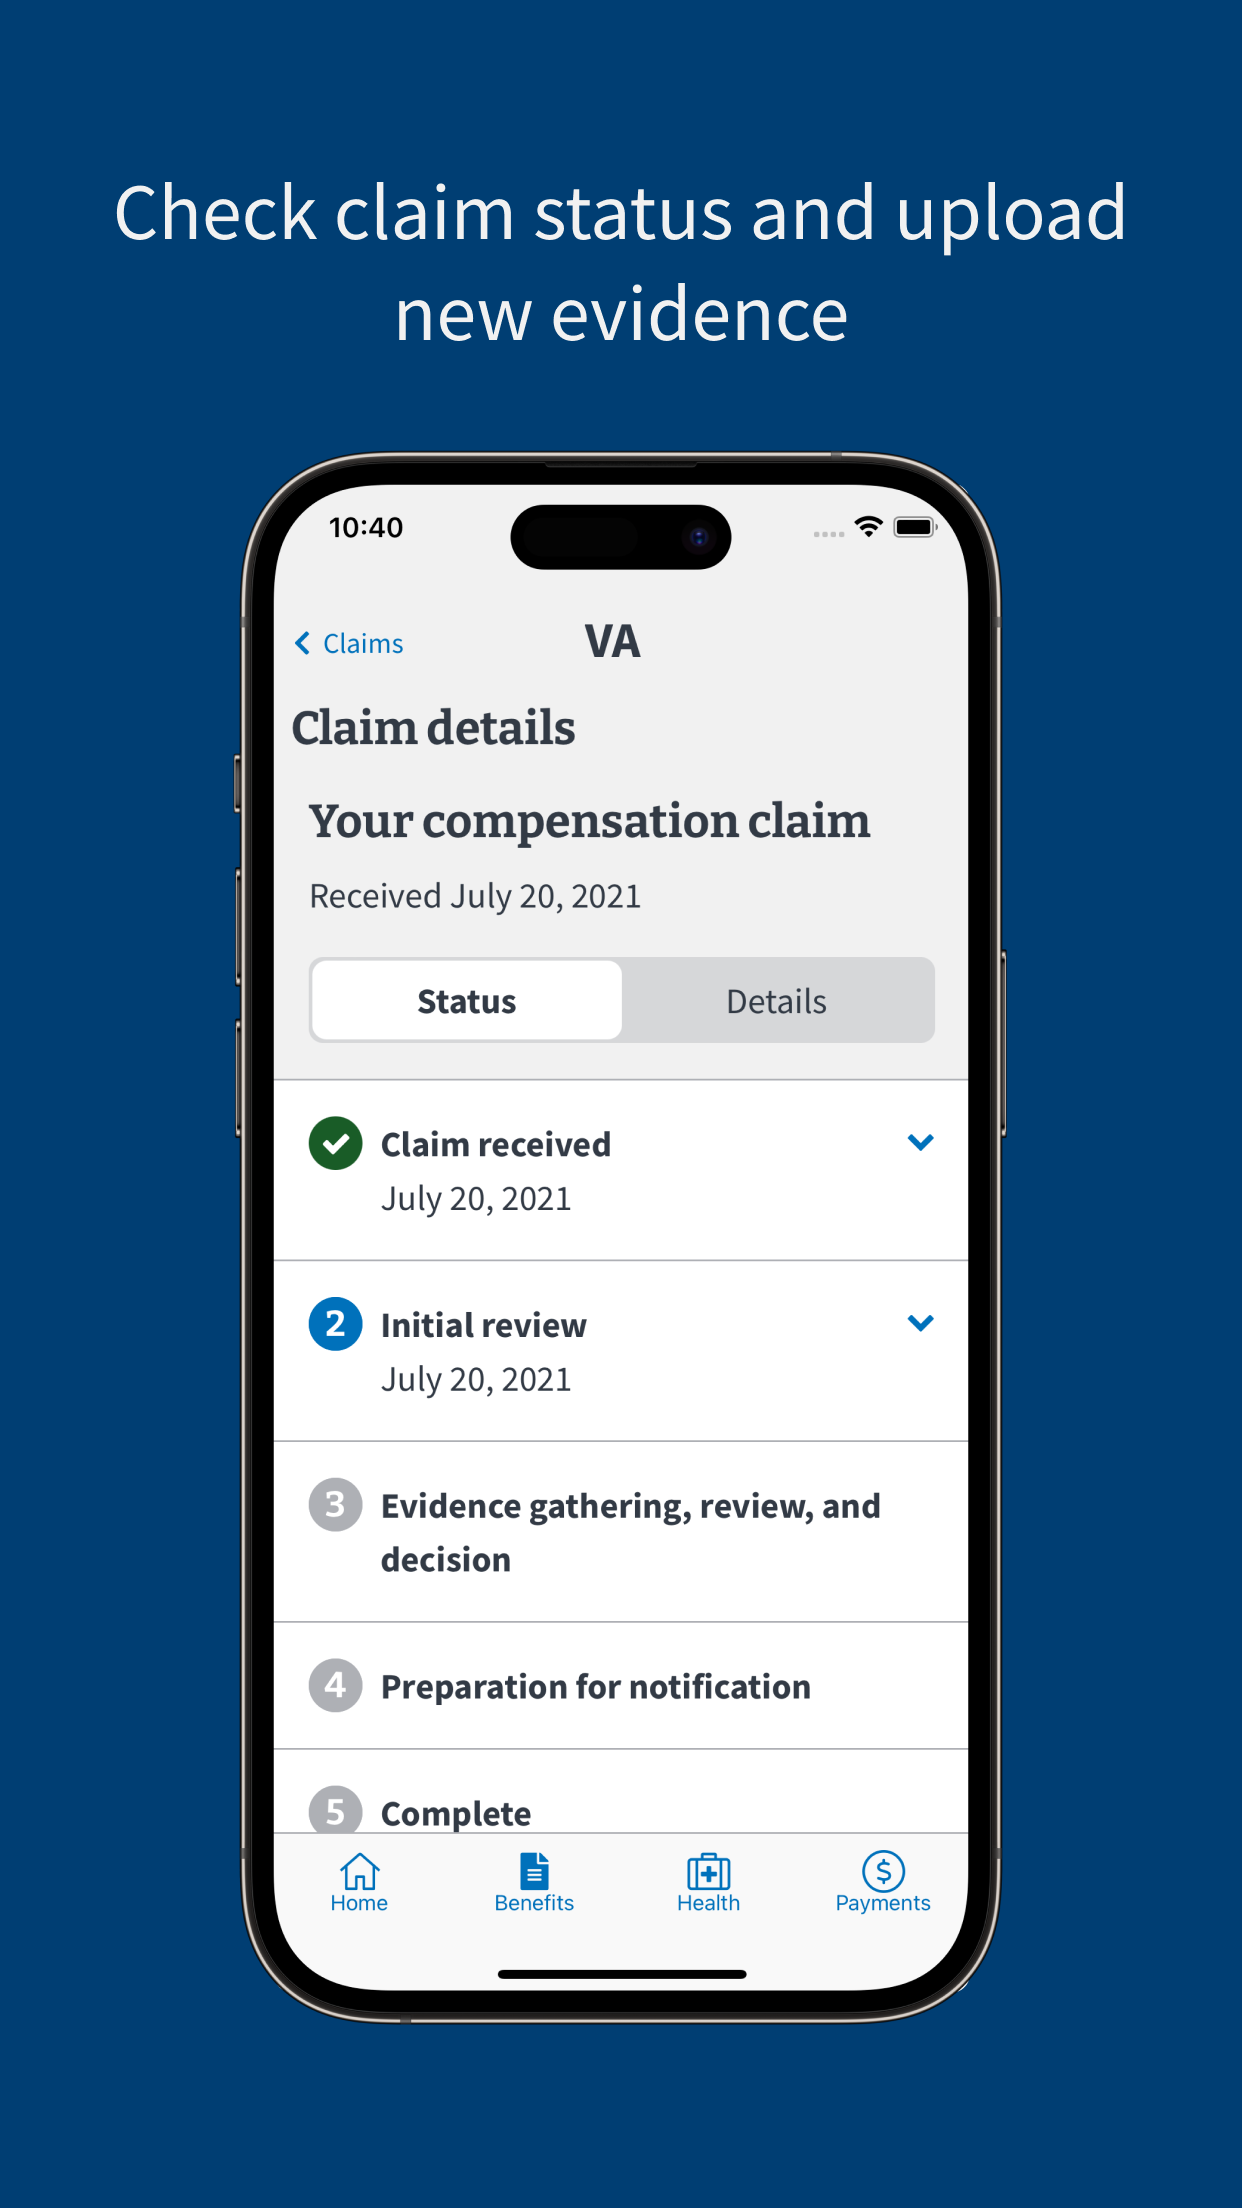 Check claim status and upload
new evidence
10:40
Claims
VA
Claim details
Your compensation claim
Received July 20, 2021
Status
Details
Claim received
July 20, 2021
2
Initial review
July 20, 2021
3
Evidence gathering, review, and
decision
4
Preparation for notification
5
Complete
Home
Benefits
Health
Payments